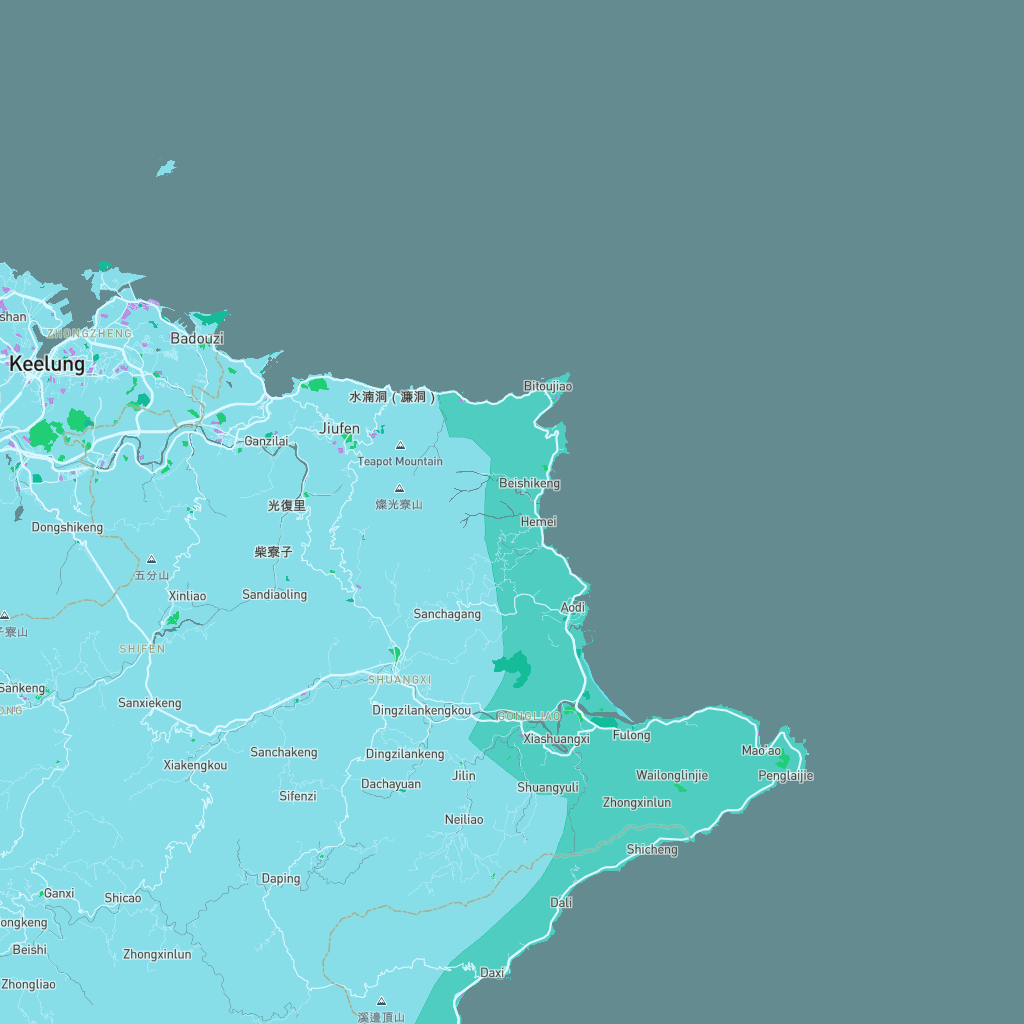 shan
ZHONGZHENG
Badouzi
Keelung
Bitoujiao
水湳洞 ( 濂洞 )
Jiufen
Ganzilai
Teapot Mountain
Beishikeng
燦光寮山
光復里
Hemei
Dongshikeng
柴寮子
五分山
Xinliao
Sandiaoling
Aodi
Sanchagang
子寮山
SHIFEN
SHUANGXI
Sankeng
Sanxiekeng
Dingzilankengkou
GONGLIAO
ONG
Xiashuangxi
Fulong
Sanchakeng
Dingzilankeng
Mao'ao
Xiakengkou
Jilin
Wailonglinjie
Penglaijie
Dachayuan
Shuangyuli
Sifenzi
Zhongxinlun
Neiliao
Shicheng
Daping
Ganxi
Shicao
Dali
ongkeng
Beishi
Zhongxinlun
Daxi
Zhongliao
溪邊頂山